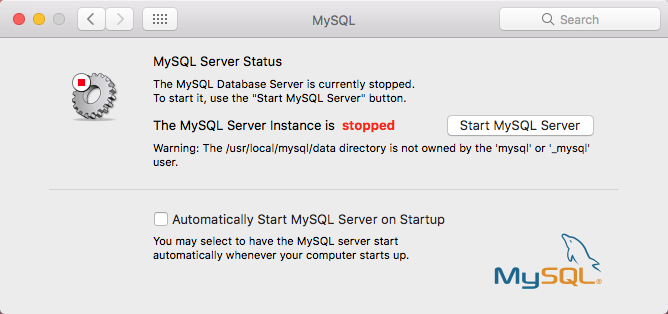 MySQL
Search
MySQL Server Status
The MySQL Database Server is currently stopped.
To start it, use the "Start MySQL Server" button.
The MySQL Server Instance is stopped
Start MySQL Server
Warning: The /usr/local/mysql/data directory is not owned by the 'mysql' or '_mysql'
user.
Automatically Start MySQL Server on Startup
You may select to have the MySQL server start
automatically whenever your computer starts up.
MySQL®